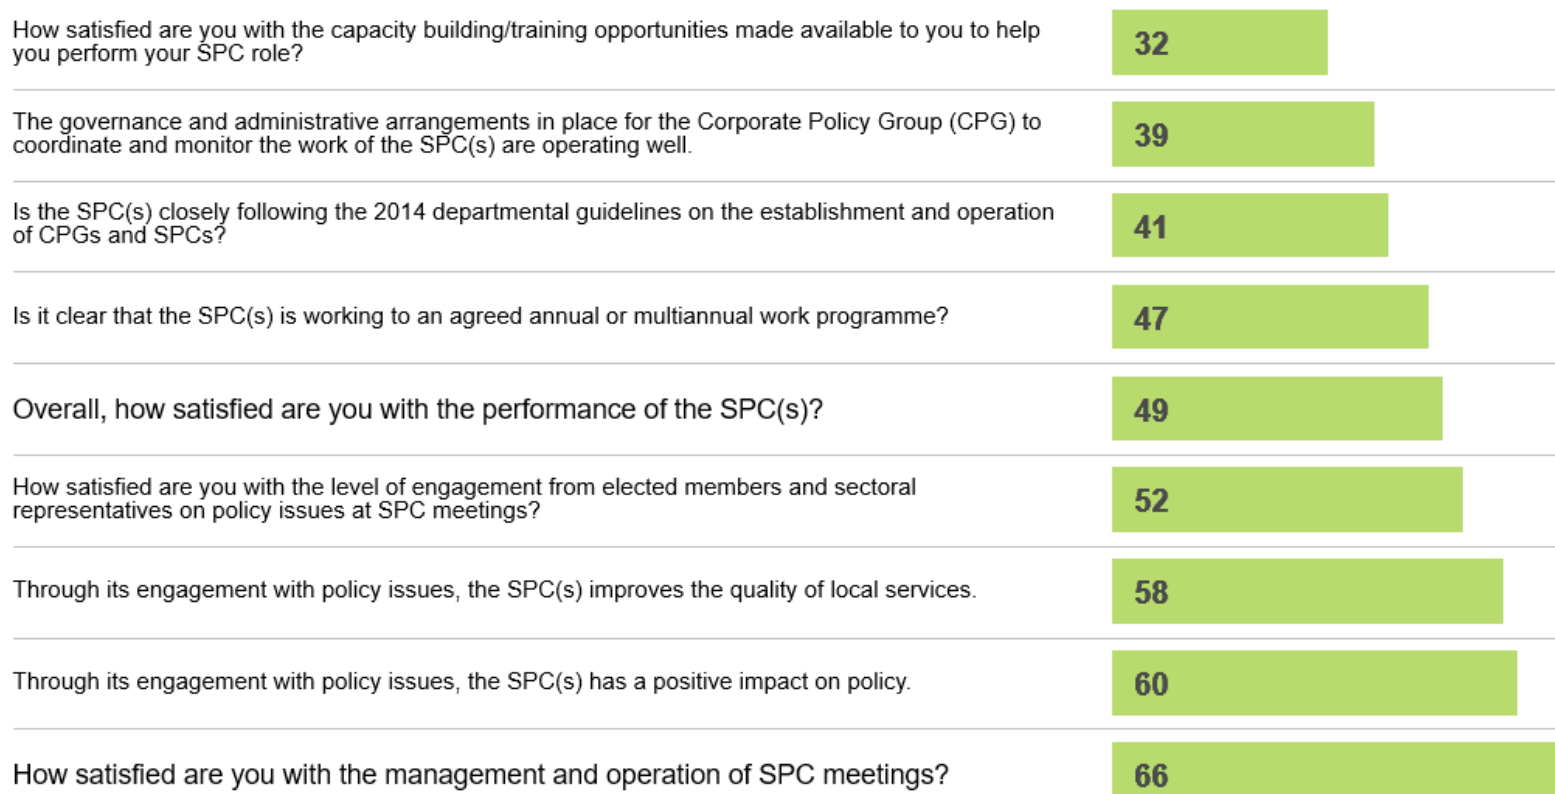 How satisfied are you with the capacity building/training opportunities made available to you to help
you perform your SPC role?
32
The governance and administrative arrangements in place for the Corporate Policy Group (CPG) to
coordinate and monitor the work of the SPC(s) are operating well.
39
Is the SPC(s) closely following the 2014 departmental guidelines on the establishment and operation
of CPGs and SPCs?
41
Is it clear that the SPC(s) is working to an agreed annual or multiannual work programme?
47
Overall, how satisfied are you with the performance of the SPC(s)?
49
How satisfied are you with the level of engagement from elected members and sectoral
representatives on policy issues at SPC meetings?
52
Through its engagement with policy issues, the SPC(s) improves the quality of local services.
58
Through its engagement with policy issues, the SPC(s) has a positive impact on policy.
60
How satisfied are you with the management and operation of SPC meetings?
66